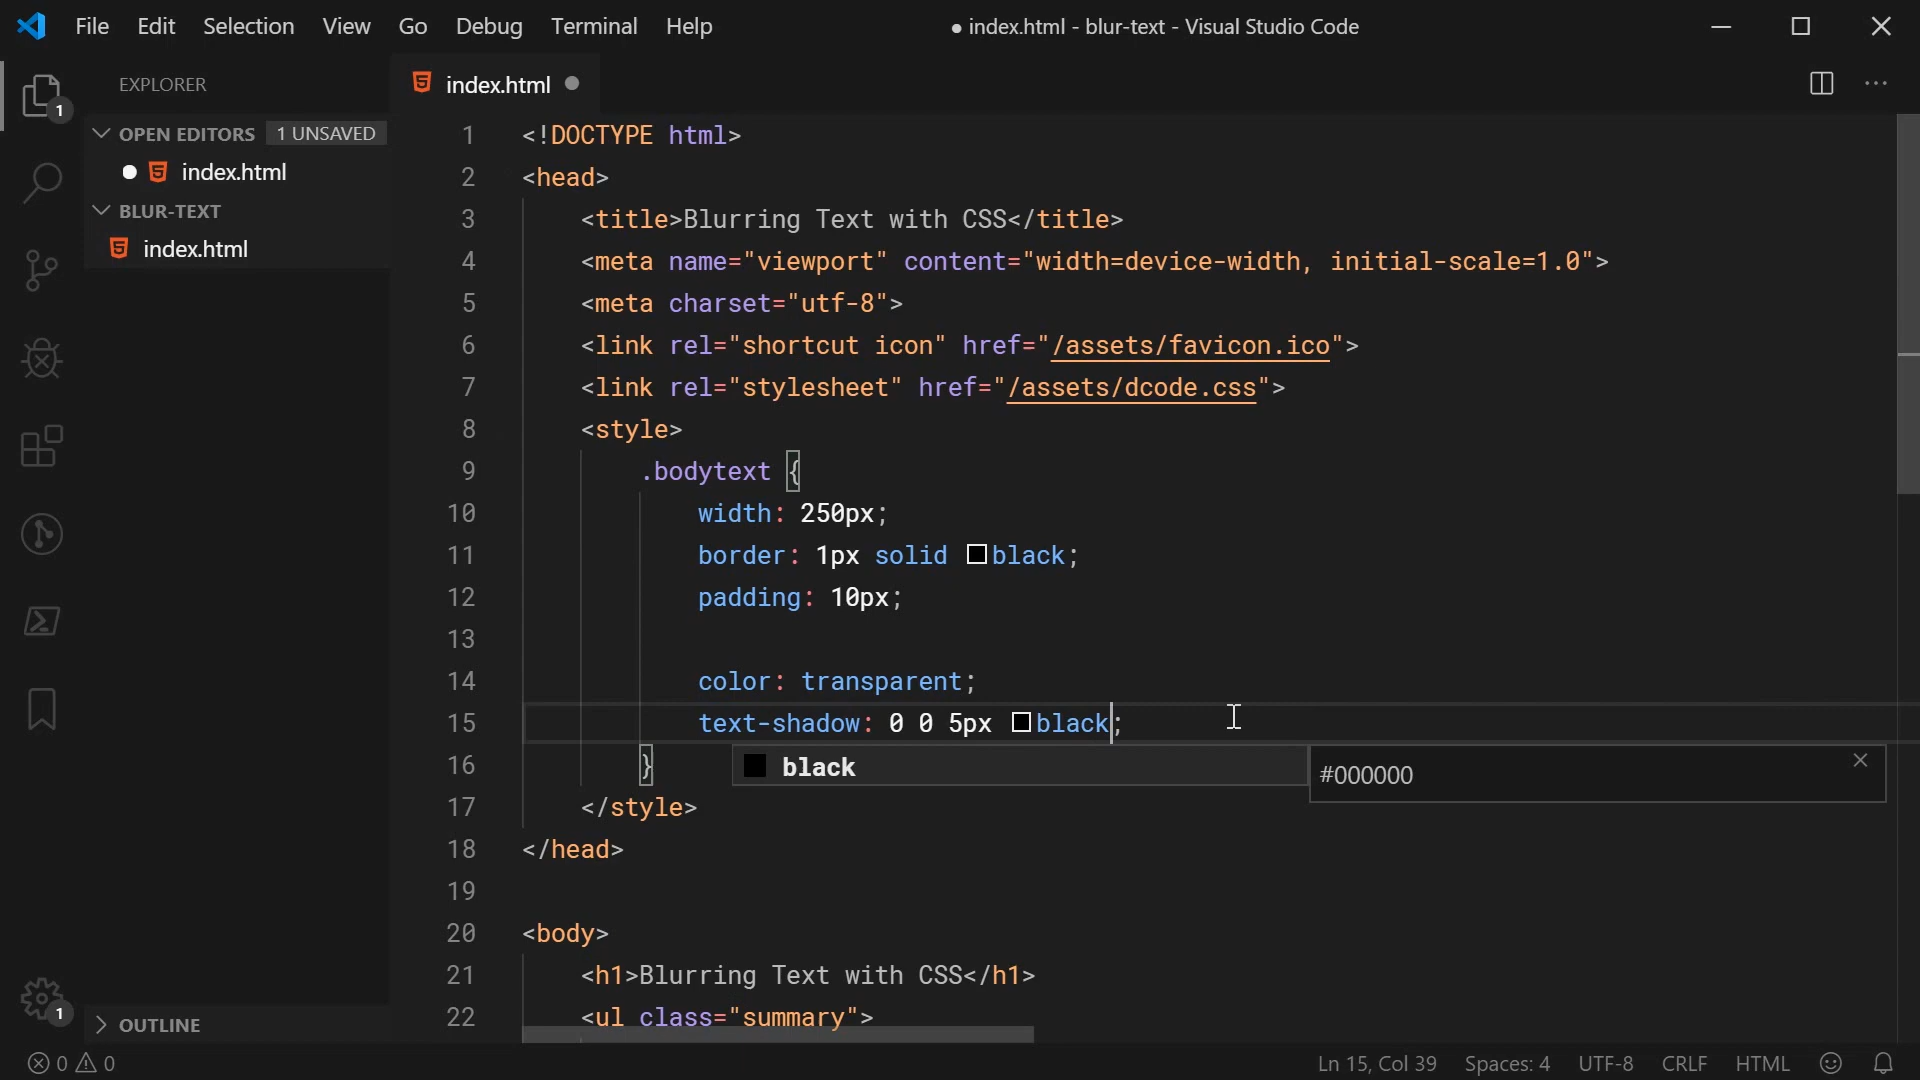 File Edit Selection View Go Debug Terminal Help
● index.html - blur-text - Visual Studio Code
EXPLORER
OPEN EDITORS 1 UNSAVED
index.html
BLUR-TEXT
index.html
OUTLINE
1
1
index.html
1 <!DOCTYPE html>
2 <head>
3 <title>Blurring Text with CSS</title>
4 <meta name="viewport" content="width=device-width, initial-scale=1.0">
5 <meta charset="utf-8">
6 <link rel="shortcut icon" href="/assets/favicon.ico">
7 <link rel="stylesheet" href="/assets/dcode.css">
8 <style>
9 .bodytext {
10 width: 250px;
11 border: 1px solid black;
12 padding: 10px;
13
14 color: transparent;
15 text-shadow: 0 0 5px black;
16 }
black
#000000
17 </style>
18 </head>
19
20 <body>
21 <h1>Blurring Text with CSS</h1>
22 <ul class="summary">
0 0
Ln 15, Col 39 Spaces: 4 UTF-8 CRLF HTML